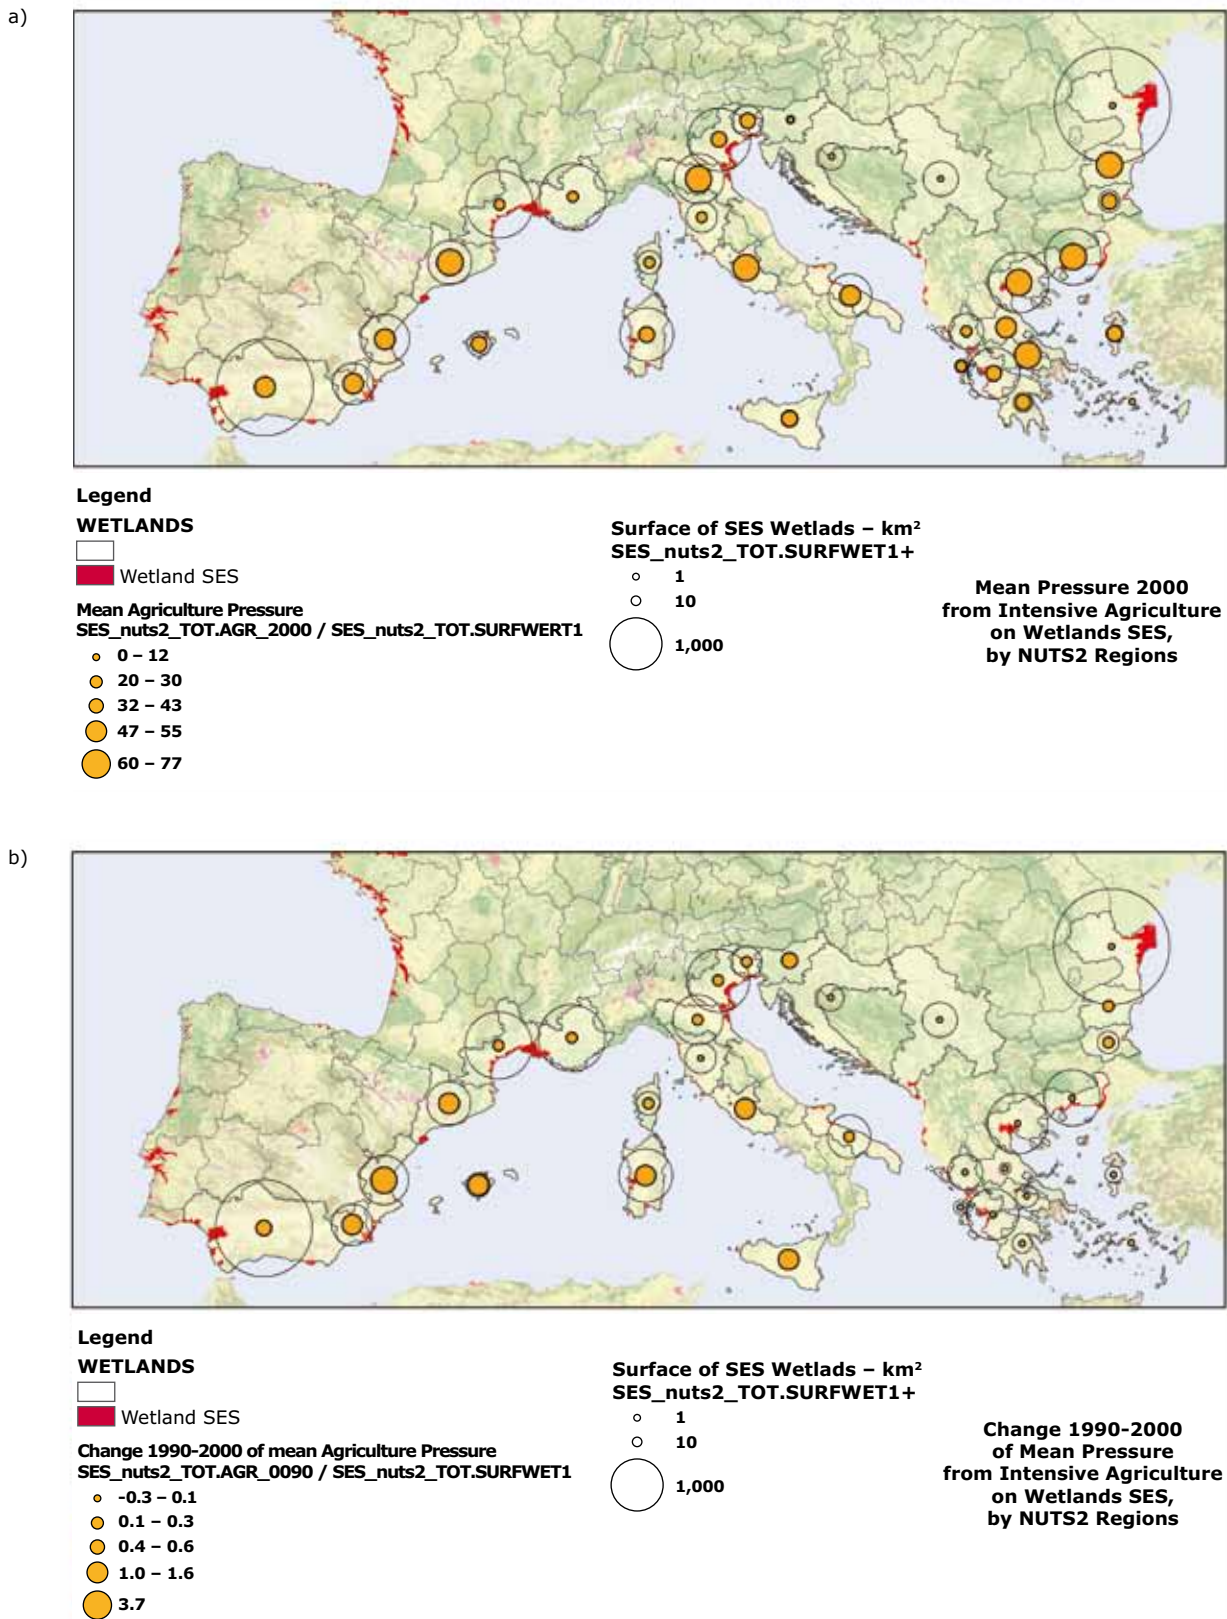 a)
Legend
WETLANDS
Wetland SES
Mean Agriculture Pressure
SES_nuts2_TOT.AGR_2000 / SES_nuts2_TOT.SURFWERT1
0 – 12
20 – 30
32 – 43
47 – 55
60 – 77
Surface of SES Wetlads – km²
SES_nuts2_TOT.SURFWET1+
1
10
1,000
Mean Pressure 2000
from Intensive Agriculture
on Wetlands SES,
by NUTS2 Regions
b)
Legend
WETLANDS
Wetland SES
Change 1990-2000 of mean Agriculture Pressure
SES_nuts2_TOT.AGR_0090 / SES_nuts2_TOT.SURFWET1
-0.3 – 0.1
0.1 – 0.3
0.4 – 0.6
1.0 – 1.6
3.7
Surface of SES Wetlads – km²
SES_nuts2_TOT.SURFWET1+
1
10
1,000
Change 1990-2000
of Mean Pressure
from Intensive Agriculture
on Wetlands SES,
by NUTS2 Regions